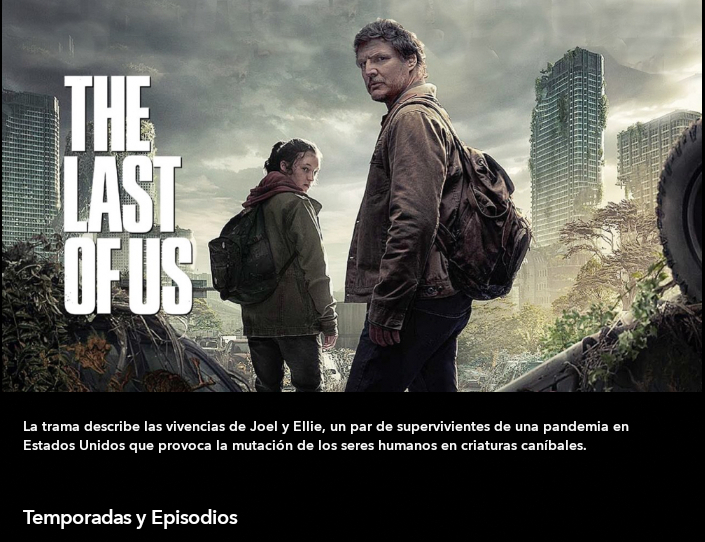 THE
LAST
OF US
La trama describe las vivencias de Joel y Ellie, un par de supervivientes de una pandemia en
Estados Unidos que provoca la mutación de los seres humanos en criaturas caníbales.
Temporadas y Episodios